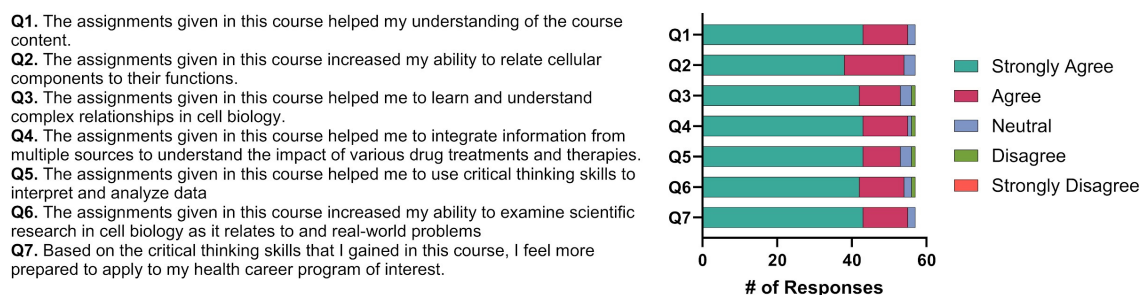 Q1. The assignments given in this course helped my understanding of the course
content.
Q2. The assignments given in this course increased my ability to relate cellular
components to their functions.
Q3. The assignments given in this course helped me to learn and understand
complex relationships in cell biology.
Q4. The assignments given in this course helped me to integrate information from
multiple sources to understand the impact of various drug treatments and therapies.
Q5. The assignments given in this course helped me to use critical thinking skills to
interpret and analyze data
Q6. The assignments given in this course increased my ability to examine scientific
research in cell biology as it relates to and real-world problems
Q7. Based on the critical thinking skills that I gained in this course, I feel more
prepared to apply to my health career program of interest.
Q1
Q2
Q3
Q4
Q5
Q6
Q7
0 20 40 60
# of Responses
Strongly Agree
Agree
Neutral
Disagree
Strongly Disagree